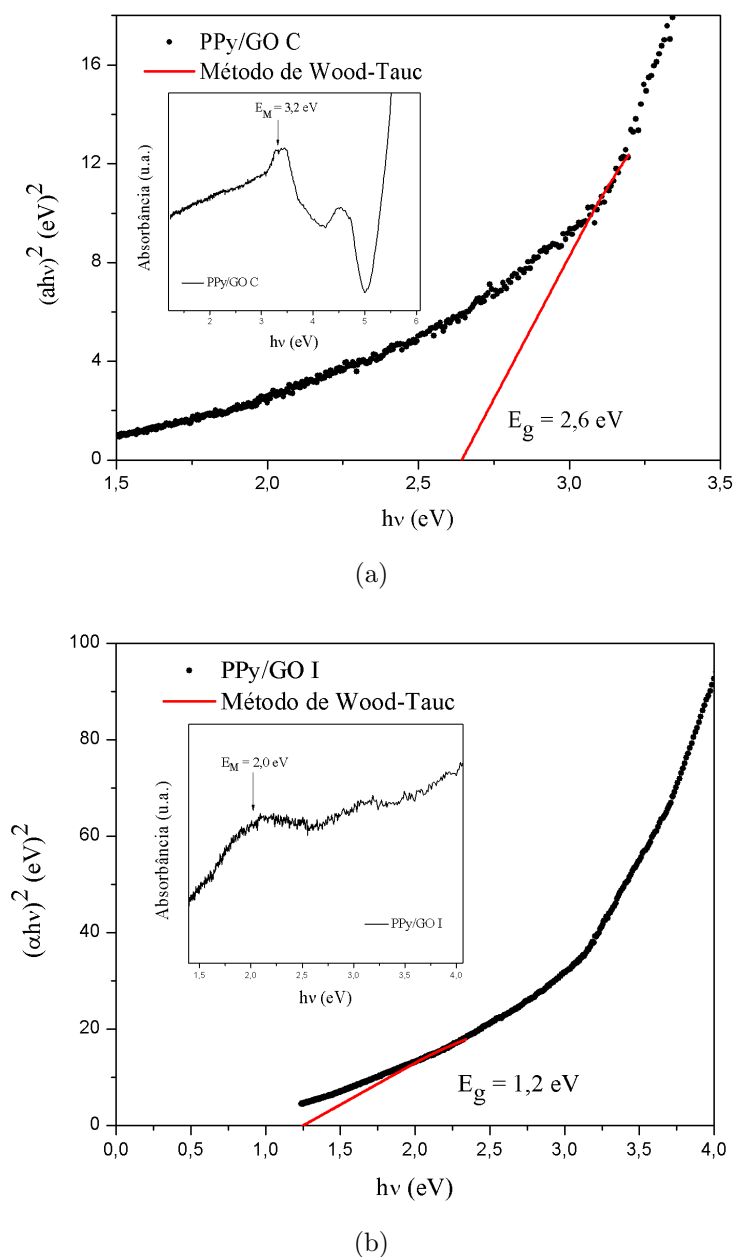 PPy/GO C
Método de Wood-Tauc
E_M = 3,2 eV
Absorbância (u.a.)
PPy/GO C
2 3 4 5 6
hν (eV)
(ahν)^2 (eV)^2
16
12
8
4
0
E_g = 2,6 eV
1,5 2,0 2,5 3,0 3,5
hν (eV)
(a)
100
80
60
40
20
0
PPy/GO I
Método de Wood-Tauc
E_M = 2,0 eV
Absorbância (u.a.)
PPy/GO I
1,5 2,0 2,5 3,0 3,5 4,0
hν (eV)
(αhν)^2 (eV)^2
E_g = 1,2 eV
0,0 0,5 1,0 1,5 2,0 2,5 3,0 3,5 4,0
hν (eV)
(b)